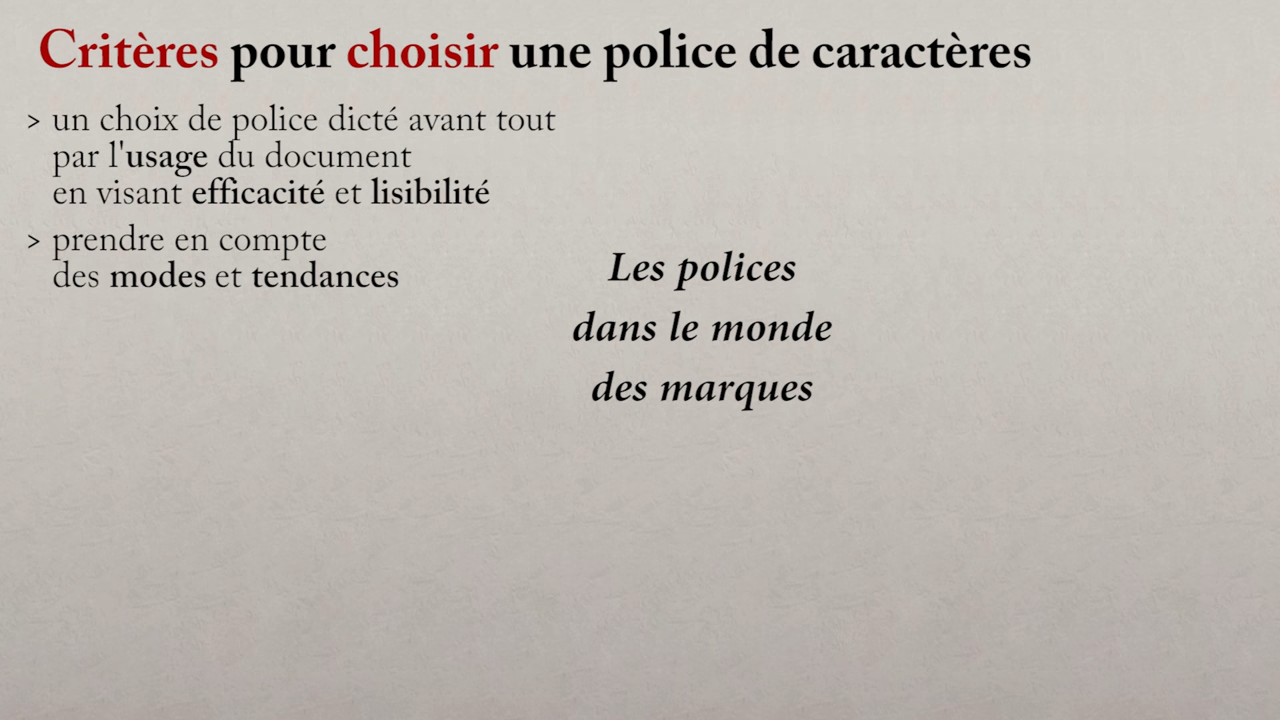 Critères pour choisir une police de caractères
> un choix de police dicté avant tout
par l'usage du document
en visant efficacité et lisibilité
> prendre en compte
des modes et tendances
Les polices
dans le monde
des marques